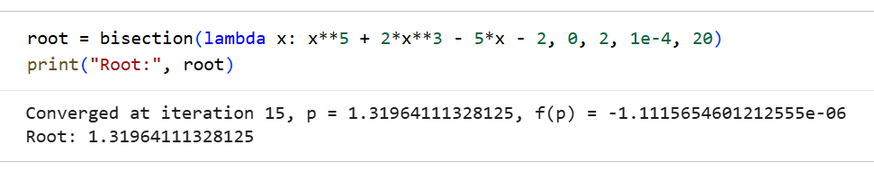 root = bisection(lambda x: x**5 + 2*x**3 - 5*x - 2, 0, 2, 1e-4, 20)
print("Root:", root)
Converged at iteration 15, p = 1.31964111328125, f(p) = -1.1115654601212555e-06
Root: 1.31964111328125